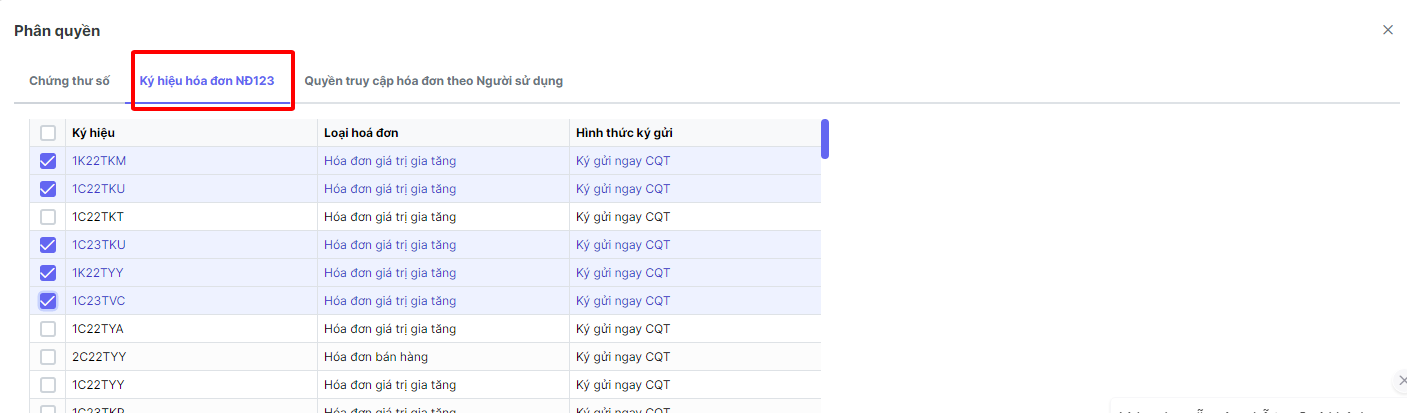 Phân quyền
Chứng thư số Ký hiệu hóa đơn NĐ123 Quyền truy cập hóa đơn theo Người sử dụng
Ký hiệu Loại hoá đơn Hình thức ký gửi
1K22TKM Hóa đơn giá trị gia tăng Ký gửi ngay CQT
1C22TKU Hóa đơn giá trị gia tăng Ký gửi ngay CQT
1C22TKT Hóa đơn giá trị gia tăng Ký gửi ngay CQT
1C23TKU Hóa đơn giá trị gia tăng Ký gửi ngay CQT
1K22TYY Hóa đơn giá trị gia tăng Ký gửi ngay CQT
1C23TVC Hóa đơn giá trị gia tăng Ký gửi ngay CQT
1C22TYA Hóa đơn giá trị gia tăng Ký gửi ngay CQT
2C22TYY Hóa đơn bán hàng Ký gửi ngay CQT
1C22TYY Hóa đơn giá trị gia tăng Ký gửi ngay CQT
Hóa đơn giá trị gia tăng Ký gửi ngay CQT